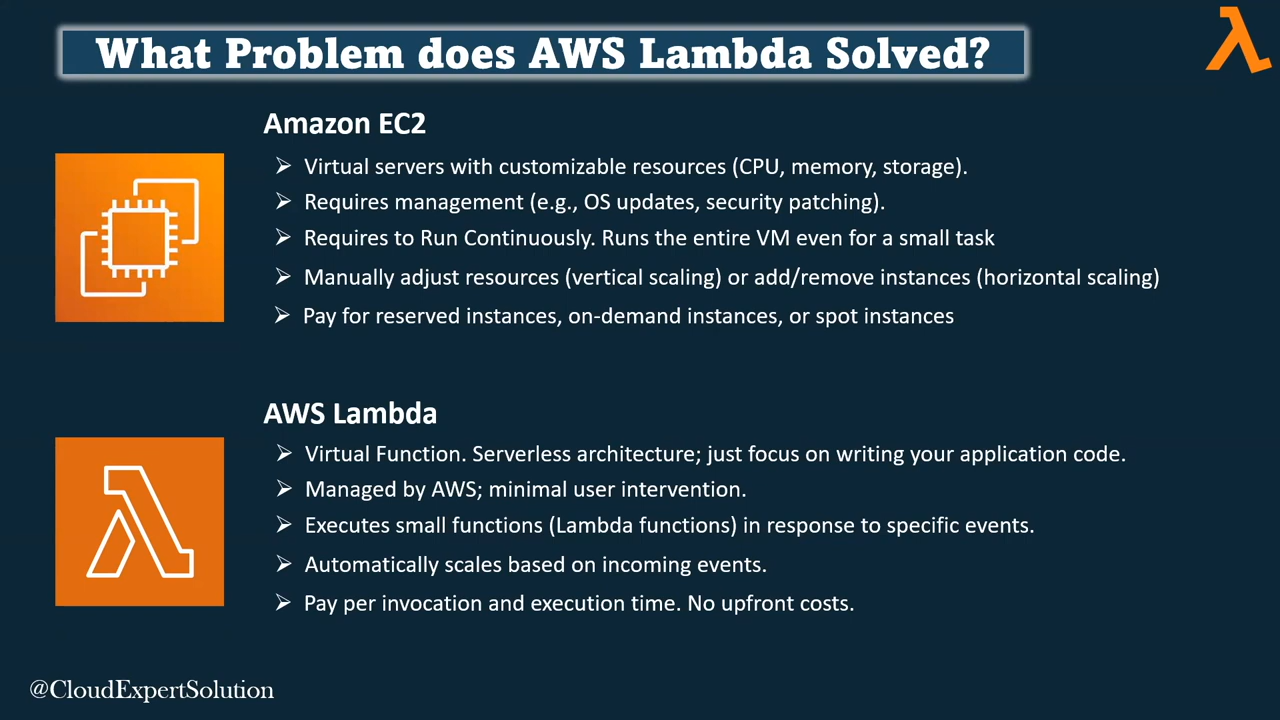 What Problem does AWS Lambda Solved?
Amazon EC2
➢ Virtual servers with customizable resources (CPU, memory, storage).
➢ Requires management (e.g., OS updates, security patching).
➢ Requires to Run Continuously. Runs the entire VM even for a small task
➢ Manually adjust resources (vertical scaling) or add/remove instances (horizontal scaling)
➢ Pay for reserved instances, on-demand instances, or spot instances
AWS Lambda
➢ Virtual Function. Serverless architecture; just focus on writing your application code.
➢ Managed by AWS; minimal user intervention.
➢ Executes small functions (Lambda functions) in response to specific events.
➢ Automatically scales based on incoming events.
➢ Pay per invocation and execution time. No upfront costs.
@CloudExpertSolution